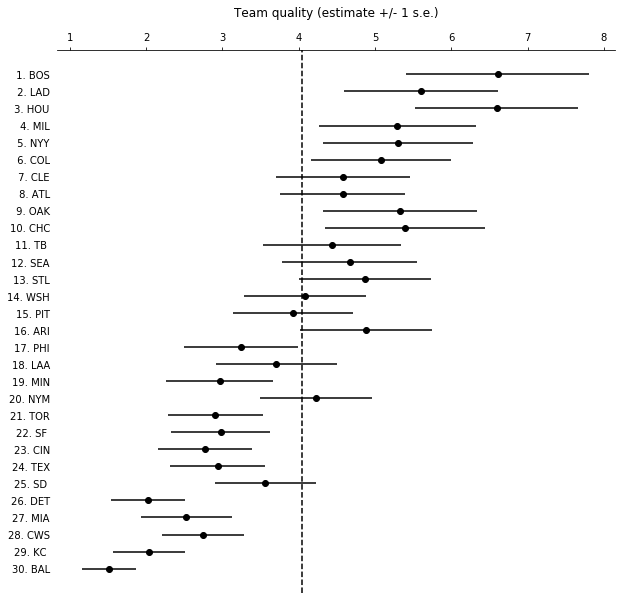 Team quality (estimate +/- 1 s.e.)
1 2 3 4 5 6 7 8
1. BOS
2. LAD
3. HOU
4. MIL
5. NYY
6. COL
7. CLE
8. ATL
9. OAK
10. CHC
11. TB
12. SEA
13. STL
14. WSH
15. PIT
16. ARI
17. PHI
18. LAA
19. MIN
20. NYM
21. TOR
22. SF
23. CIN
24. TEX
25. SD
26. DET
27. MIA
28. CWS
29. KC
30. BAL